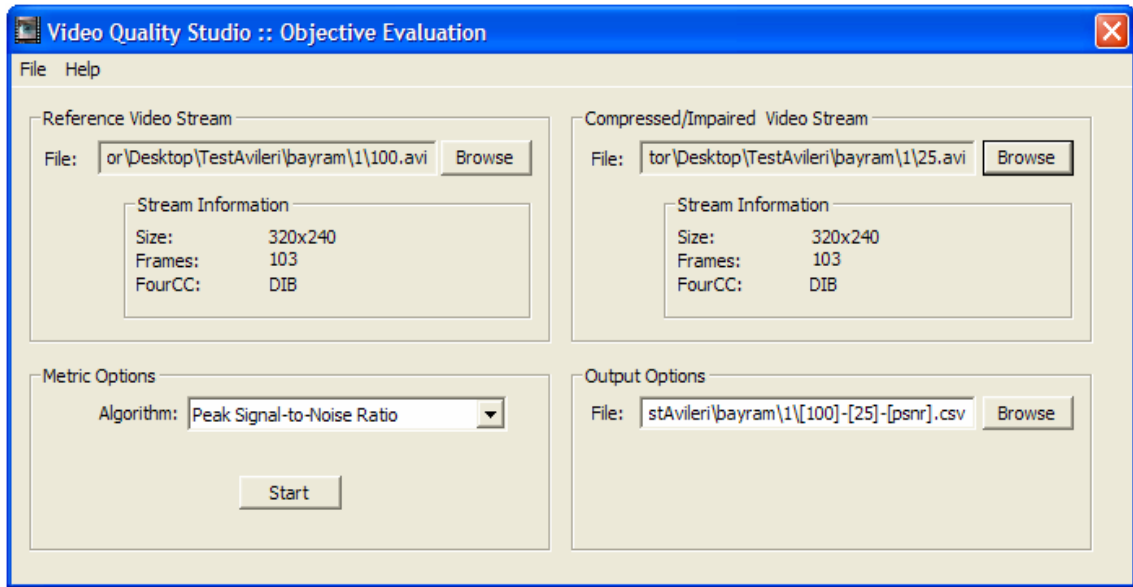 Video Quality Studio :: Objective Evaluation
File Help
Reference Video Stream
File: or\Desktop\TestAvileri\bayram\1\100.avi Browse
Stream Information
Size: 320x240
Frames: 103
FourCC: DIB
Compressed/Impaired Video Stream
File: tor\Desktop\TestAvileri\bayram\1\25.avi Browse
Stream Information
Size: 320x240
Frames: 103
FourCC: DIB
Metric Options
Algorithm: Peak Signal-to-Noise Ratio
Start
Output Options
File: stAvileri\bayram\1\[100]-[25]-[psnr].csv Browse